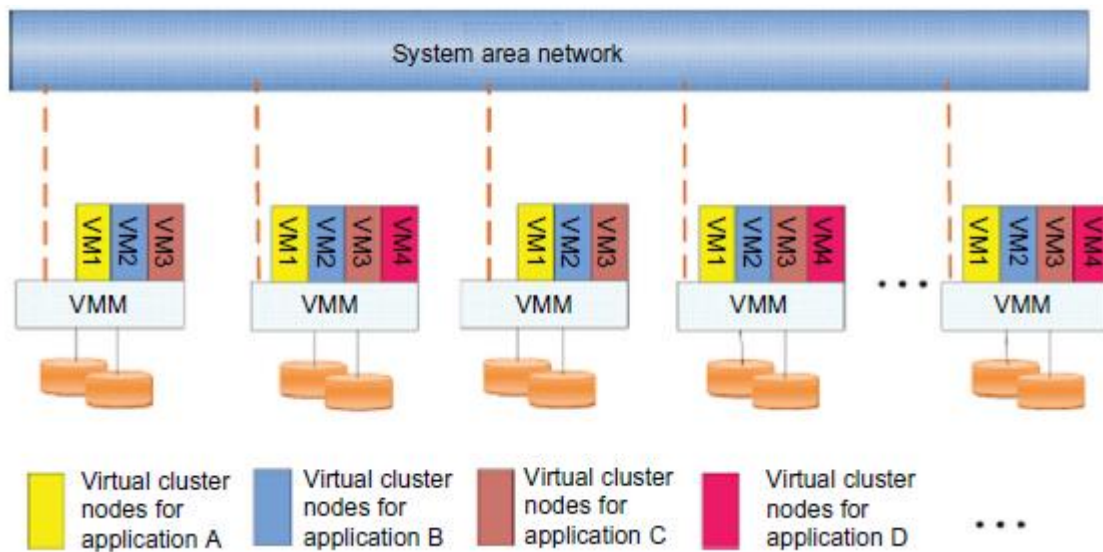 System area network
VM1 VM2 VM3
VM1 VM2 VM3 VM4
VM1 VM2 VM3
VM1 VM2 VM3 VM4
VM1 VM2 VM3 VM4
VMM
VMM
VMM
VMM
VMM
...
Virtual cluster
nodes for
application A
Virtual cluster
nodes for
application B
Virtual cluster
nodes for
application C
Virtual cluster
nodes for
application D
...